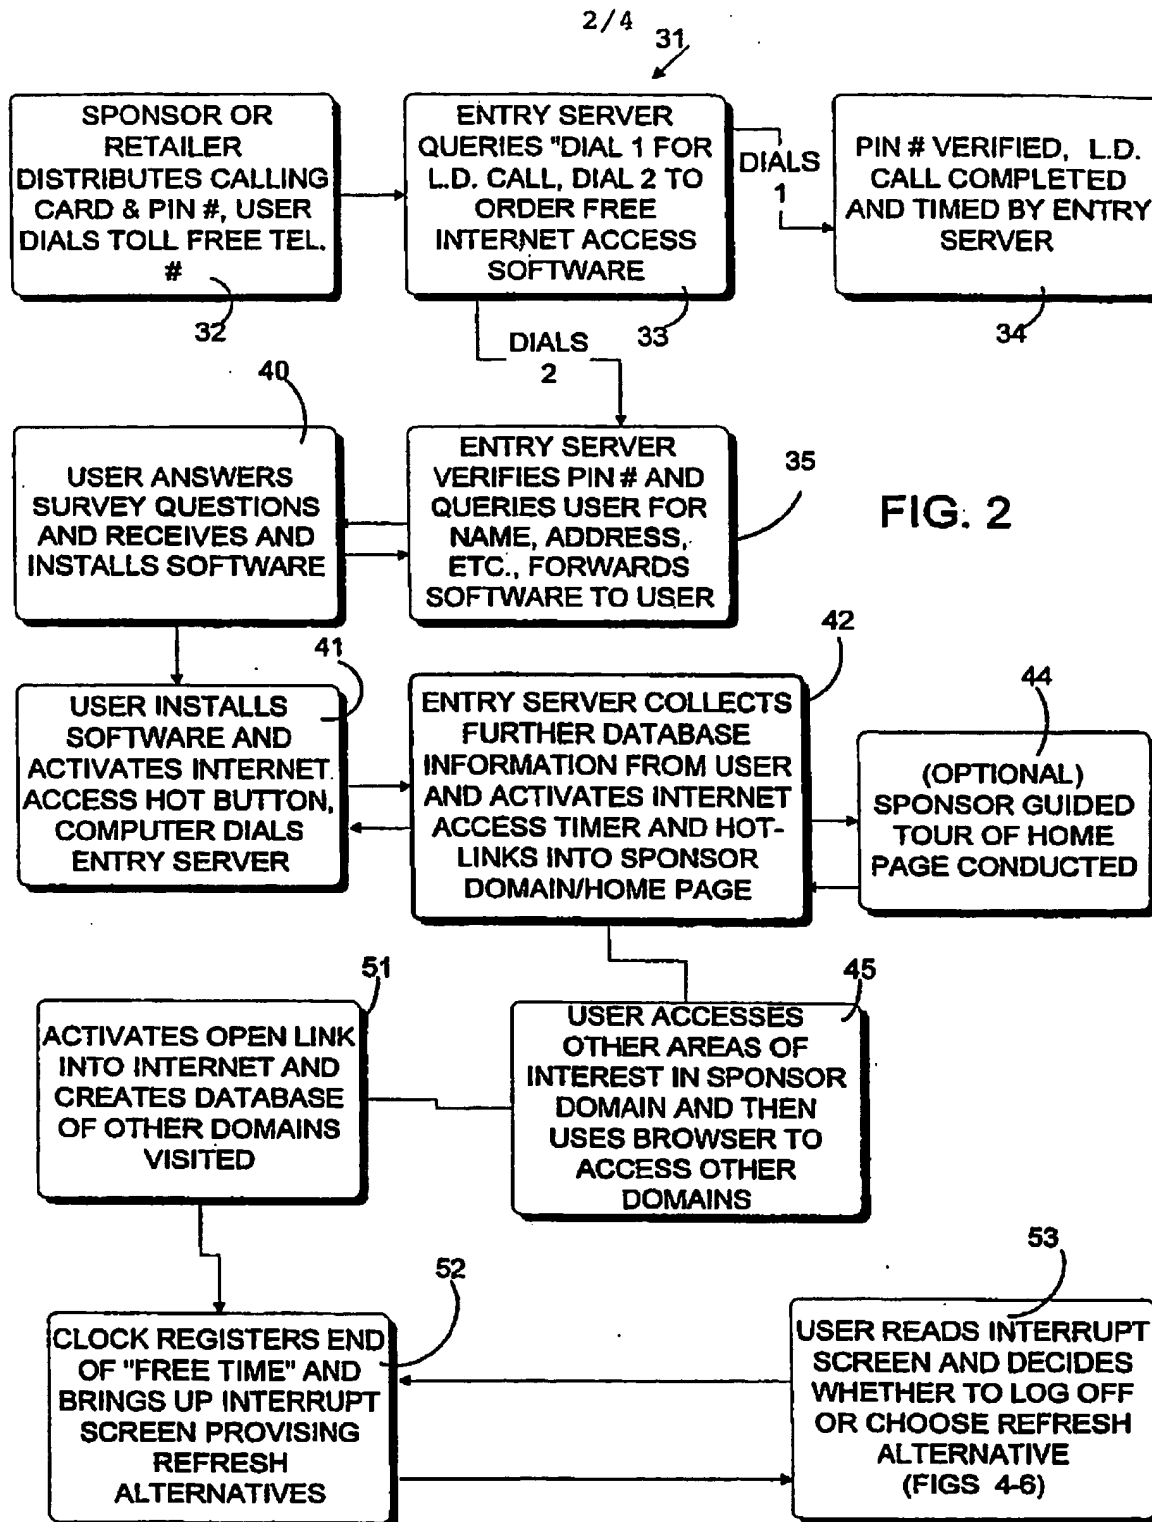 2/4
31
SPONSOR OR
RETAILER
DISTRIBUTES CALLING
CARD & PIN #, USER
DIALS TOLL FREE TEL.
#
32
ENTRY SERVER
QUERIES "DIAL 1 FOR
L.D. CALL, DIAL 2 TO
ORDER FREE
INTERNET ACCESS
SOFTWARE
33
DIALS
1
PIN # VERIFIED, L.D.
CALL COMPLETED
AND TIMED BY ENTRY
SERVER
34
DIALS
2
40
USER ANSWERS
SURVEY QUESTIONS
AND RECEIVES AND
INSTALLS SOFTWARE
ENTRY SERVER
VERIFIES PIN # AND
QUERIES USER FOR
NAME, ADDRESS,
ETC., FORWARDS
SOFTWARE TO USER
35
FIG. 2
41
USER INSTALLS
SOFTWARE AND
ACTIVATES INTERNET
ACCESS HOT BUTTON,
COMPUTER DIALS
ENTRY SERVER
42
ENTRY SERVER COLLECTS
FURTHER DATABASE
INFORMATION FROM USER
AND ACTIVATES INTERNET
ACCESS TIMER AND HOT-
LINKS INTO SPONSOR
DOMAIN/HOME PAGE
44
(OPTIONAL)
SPONSOR GUIDED
TOUR OF HOME
PAGE CONDUCTED
51
ACTIVATES OPEN LINK
INTO INTERNET AND
CREATES DATABASE
OF OTHER DOMAINS
VISITED
45
USER ACCESSES
OTHER AREAS OF
INTEREST IN SPONSOR
DOMAIN AND THEN
USES BROWSER TO
ACCESS OTHER
DOMAINS
52
CLOCK REGISTERS END
OF "FREE TIME" AND
BRINGS UP INTERRUPT
SCREEN PROVISING
REFRESH
ALTERNATIVES
53
USER READS INTERRUPT
SCREEN AND DECIDES
WHETHER TO LOG OFF
OR CHOOSE REFRESH
ALTERNATIVE
(FIGS 4-6)